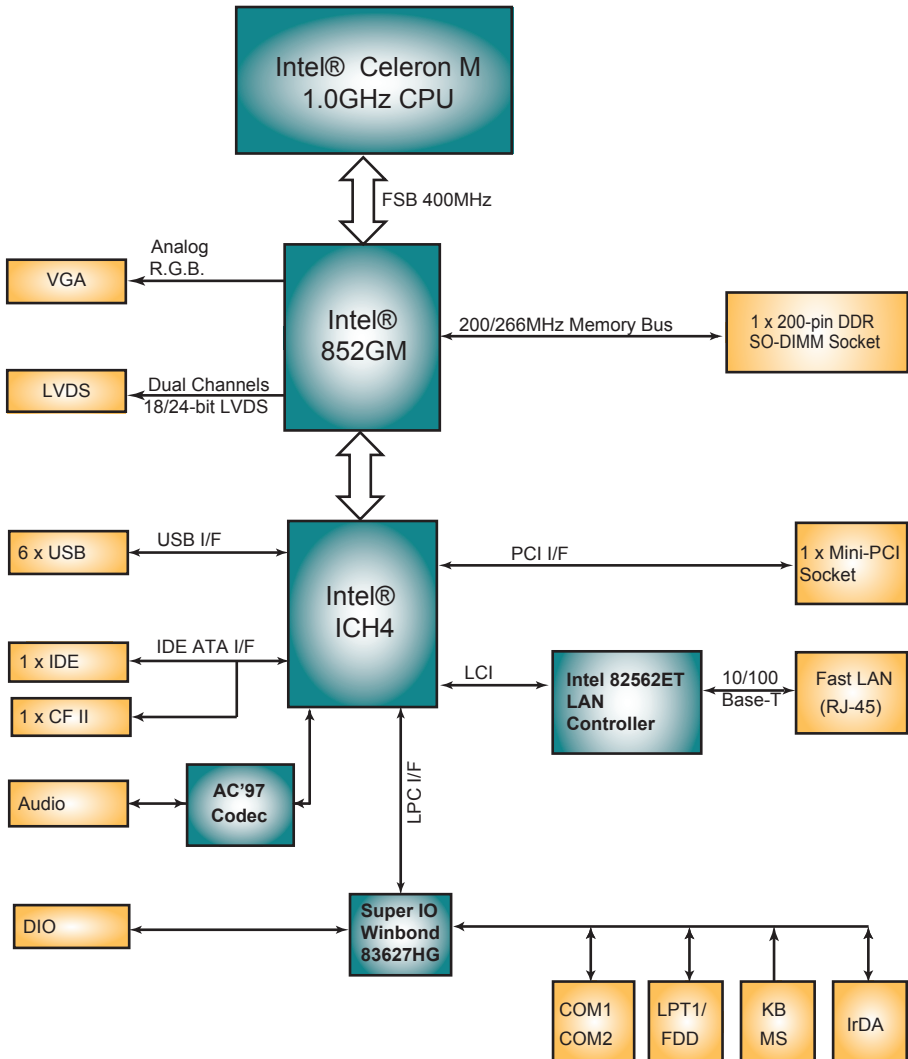 Intel® Celeron M
1.0GHz CPU
FSB 400MHz
Analog
R.G.B.
VGA
Intel®
852GM
200/266MHz Memory Bus
1 x 200-pin DDR
SO-DIMM Socket
LVDS
Dual Channels
18/24-bit LVDS
6 x USB
USB I/F
Intel®
ICH4
PCI I/F
1 x Mini-PCI
Socket
1 x IDE
IDE ATA I/F
1 x CF II
LCI
Intel 82562ET
LAN
Controller
10/100
Base-T
Fast LAN
(RJ-45)
Audio
AC'97
Codec
LPC I/F
DIO
Super IO
Winbond
83627HG
COM1
COM2
LPT1/
FDD
KB
MS
IrDA